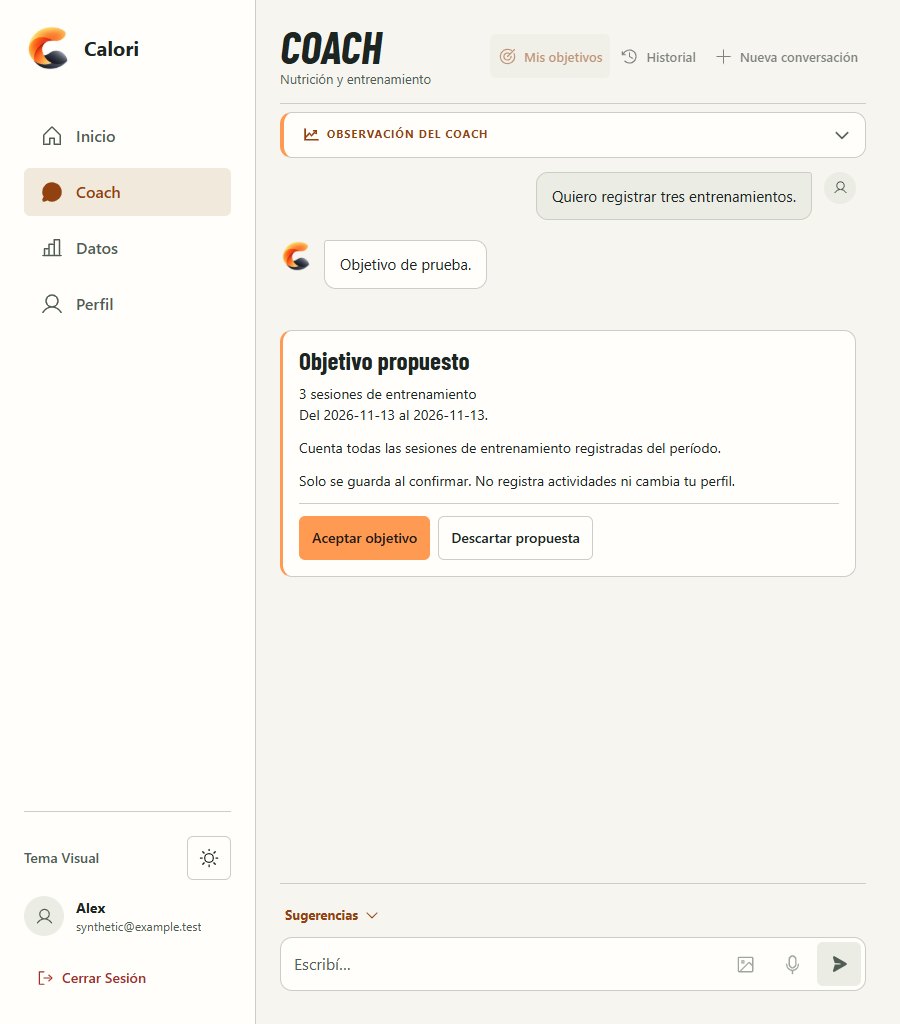 Calori
Inicio
Coach
Datos
Perfil
Tema Visual
Alex
synthetic@example.test
Cerrar Sesión
COACH
Nutrición y entrenamiento
Mis objetivos
Historial
Nueva conversación
OBSERVACIÓN DEL COACH
Quiero registrar tres entrenamientos.
Objetivo de prueba.
Objetivo propuesto
3 sesiones de entrenamiento
Del 2026-11-13 al 2026-11-13.
Cuenta todas las sesiones de entrenamiento registradas del período.
Solo se guarda al confirmar. No registra actividades ni cambia tu perfil.
Aceptar objetivo
Descartar propuesta
Sugerencias
Escribí...